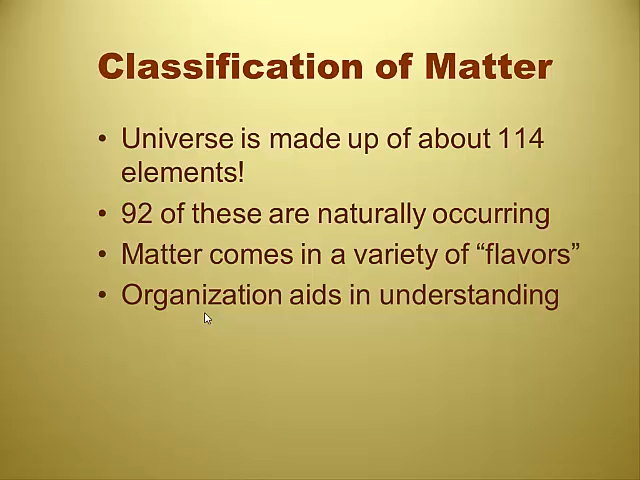 Classification of Matter
• Universe is made up of about 114
elements!
• 92 of these are naturally occurring
• Matter comes in a variety of “flavors”
• Organization aids in understanding